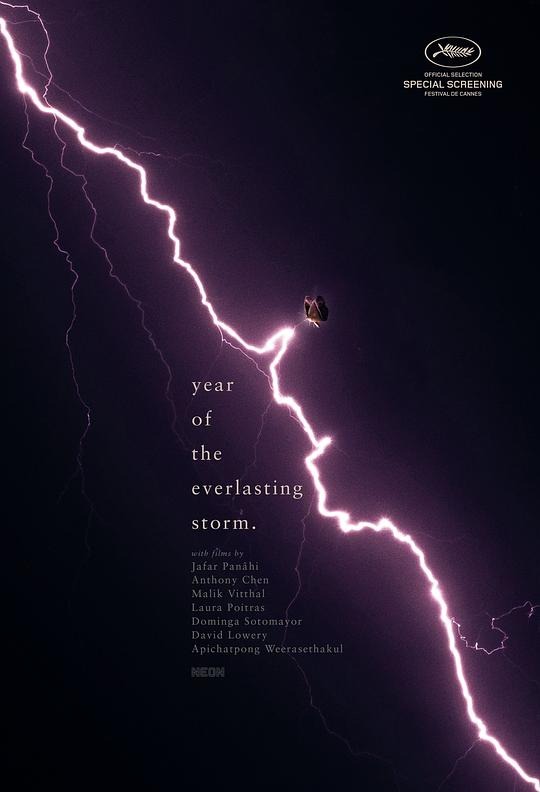 OFFICIAL SELECTION
SPECIAL SCREENING
FESTIVAL DE CANNES
year
of
the
everlasting
storm.
with films by
Jafar Panâhi
Anthony Chen
Malik Vitthal
Laura Poitras
Dominga Sotomayor
David Lowery
Apichatpong Weerasethakul
NEON